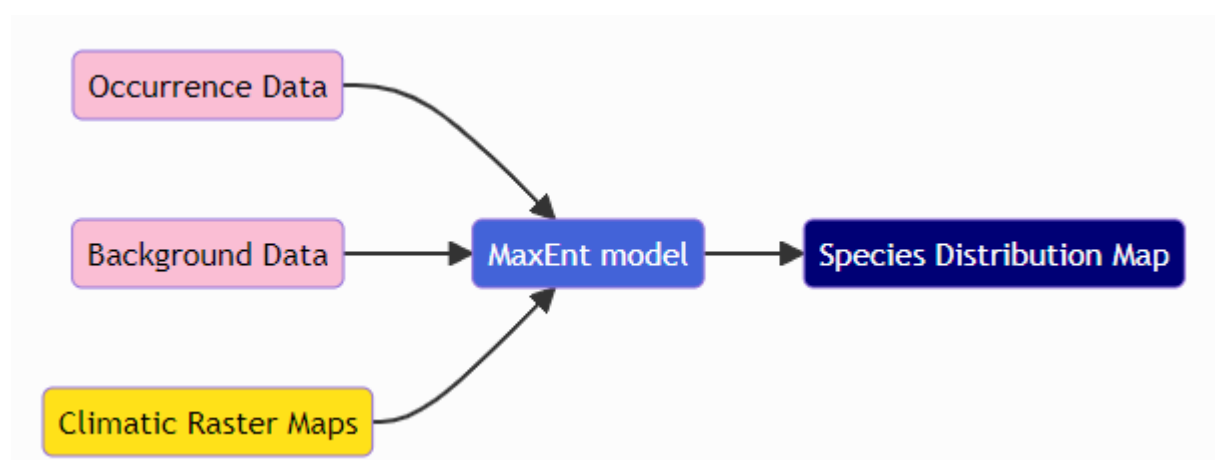 Occurrence Data
Background Data
MaxEnt model
Species Distribution Map
Climatic Raster Maps